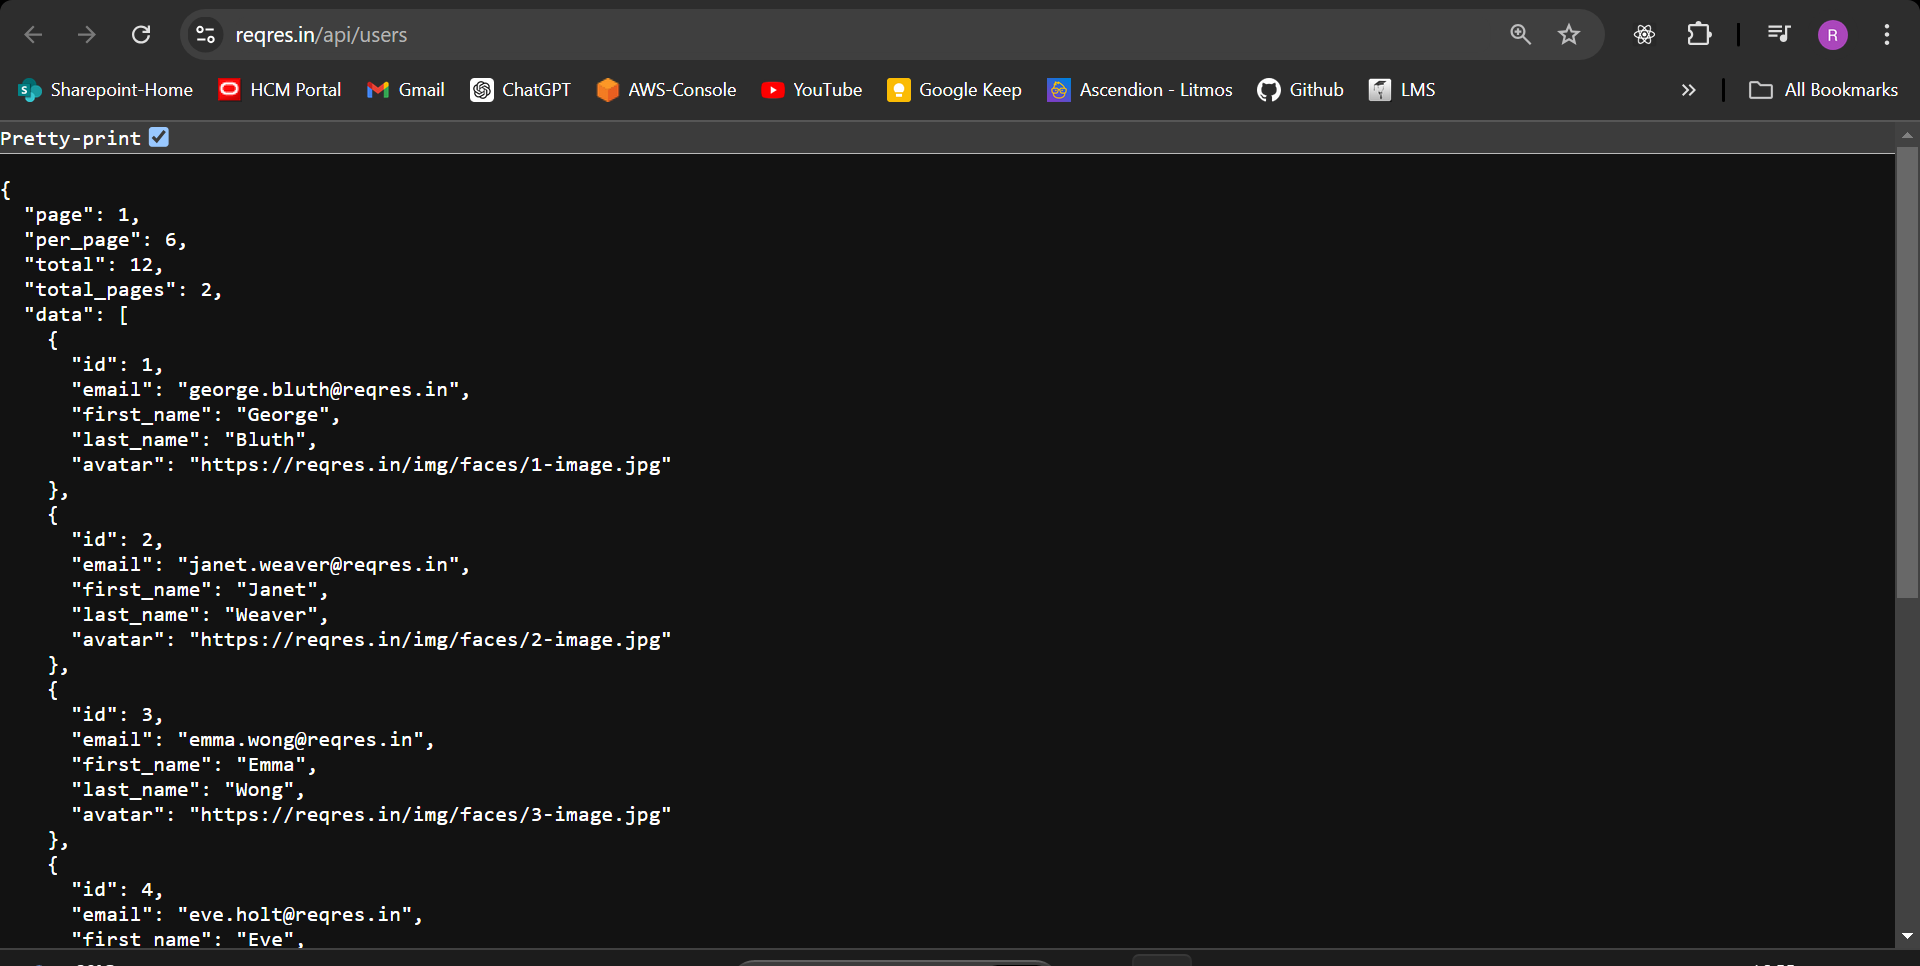 reqres.in/api/users
R
Sharepoint-Home HCM Portal Gmail ChatGPT AWS-Console YouTube Google Keep Ascendion - Litmos Github LMS » All Bookmarks
Pretty-print
{
  "page": 1,
  "per_page": 6,
  "total": 12,
  "total_pages": 2,
  "data": [
    {
      "id": 1,
      "email": "george.bluth@reqres.in",
      "first_name": "George",
      "last_name": "Bluth",
      "avatar": "https://reqres.in/img/faces/1-image.jpg"
    },
    {
      "id": 2,
      "email": "janet.weaver@reqres.in",
      "first_name": "Janet",
      "last_name": "Weaver",
      "avatar": "https://reqres.in/img/faces/2-image.jpg"
    },
    {
      "id": 3,
      "email": "emma.wong@reqres.in",
      "first_name": "Emma",
      "last_name": "Wong",
      "avatar": "https://reqres.in/img/faces/3-image.jpg"
    },
    {
      "id": 4,
      "email": "eve.holt@reqres.in",
      "first_name": "Eve",